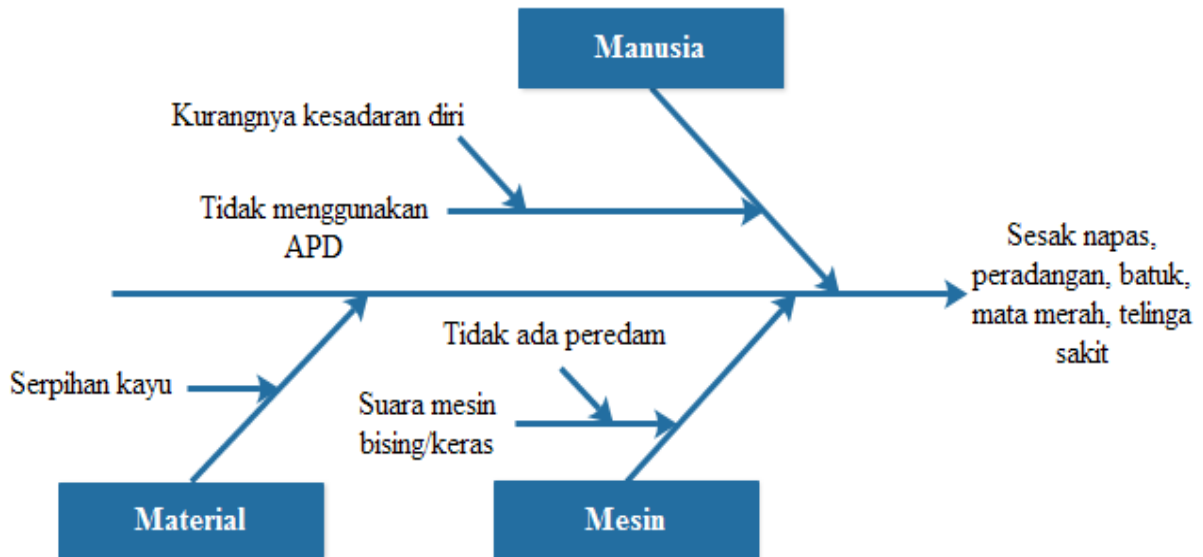 Manusia
Kurangnya kesadaran diri
Tidak menggunakan
APD
Sesak napas,
peradangan, batuk,
mata merah, telinga
sakit
Tidak ada peredam
Serpihan kayu
Suara mesin
bising/keras
Material
Mesin